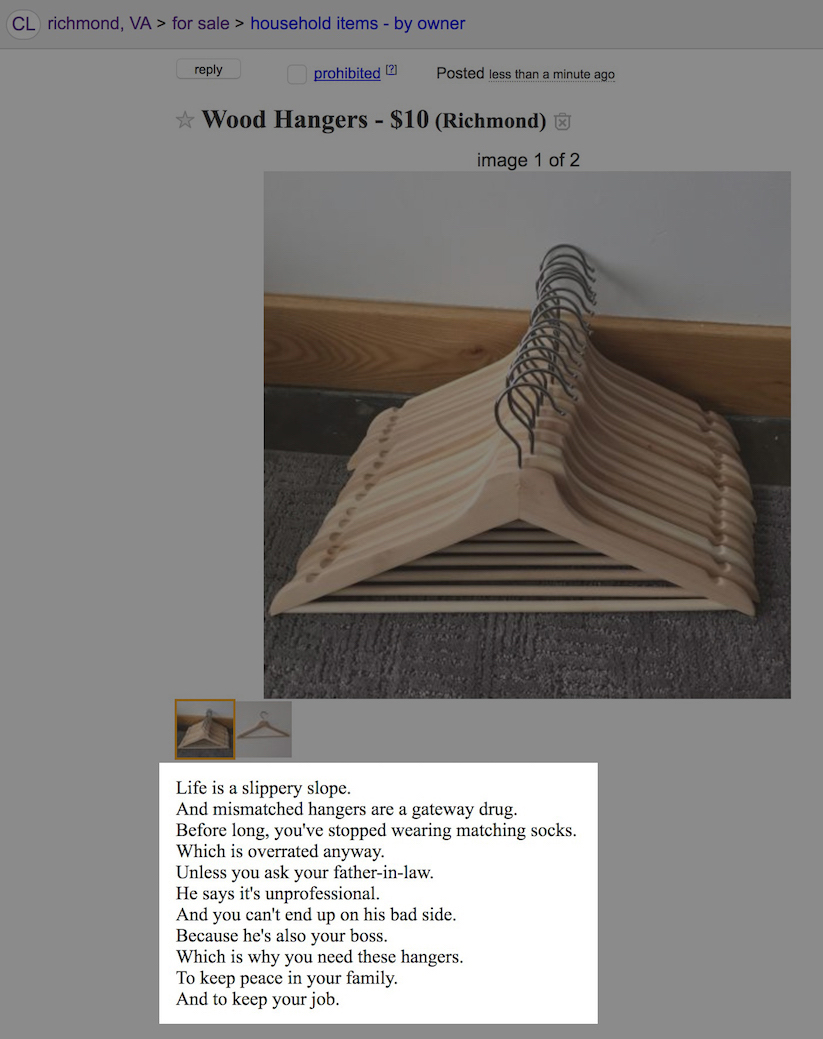 CL richmond, VA > for sale > household items - by owner
reply prohibited [?] Posted less than a minute ago
☆ Wood Hangers - $10 (Richmond)
image 1 of 2
Life is a slippery slope.
And mismatched hangers are a gateway drug.
Before long, you've stopped wearing matching socks.
Which is overrated anyway.
Unless you ask your father-in-law.
He says it's unprofessional.
And you can't end up on his bad side.
Because he's also your boss.
Which is why you need these hangers.
To keep peace in your family.
And to keep your job.